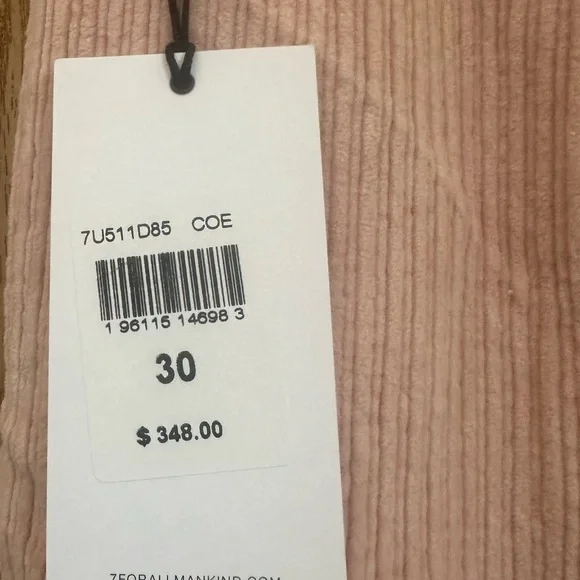 7U511D85 COE
1 96115 14698 3
30
$ 348.00
7FORALLMANKIND.COM